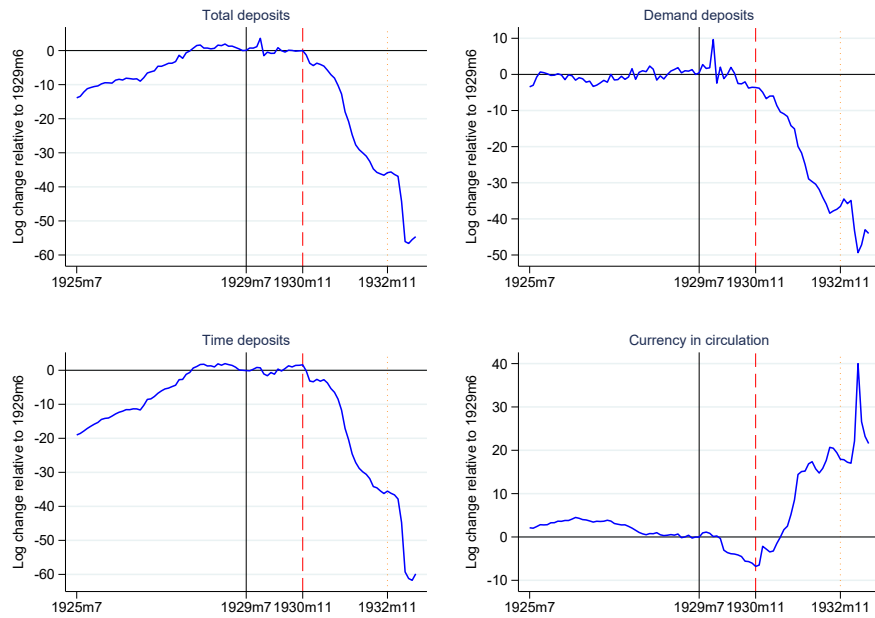 Total deposits
Log change relative to 1929m6
0
-10
-20
-30
-40
-50
-60
1925m7
1929m7
1930m11
1932m11
Demand deposits
Log change relative to 1929m6
10
0
-10
-20
-30
-40
-50
1925m7
1929m7
1930m11
1932m11
Time deposits
Log change relative to 1929m6
0
-10
-20
-30
-40
-50
-60
1925m7
1929m7
1930m11
1932m11
Currency in circulation
Log change relative to 1929m6
40
30
20
10
0
-10
1925m7
1929m7
1930m11
1932m11